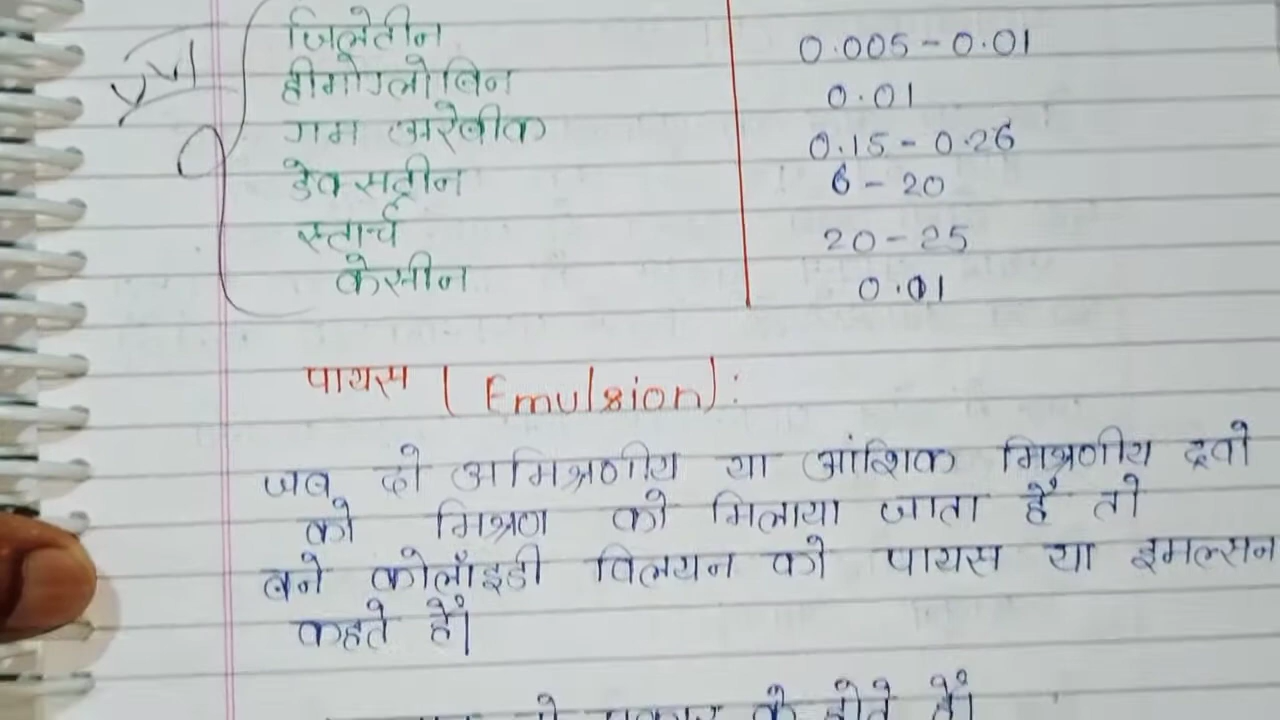 जिलेटीन 0.005 - 0.01
हीमोग्लोबिन 0.01
गम अरेबीक 0.15 - 0.26
डेक्सट्रीन 6 - 20
स्तार्च 20 - 25
केसीन 0.01
पायस ( Emulsion) :
जब दो अमिश्रणीय या आंशिक मिश्रणीय द्रवो
को मिश्रण को मिलाया जाता है तो
बने कोलॉइडी विलयन को पायस या इमल्सन
कहते हैं।
के होते हैं।